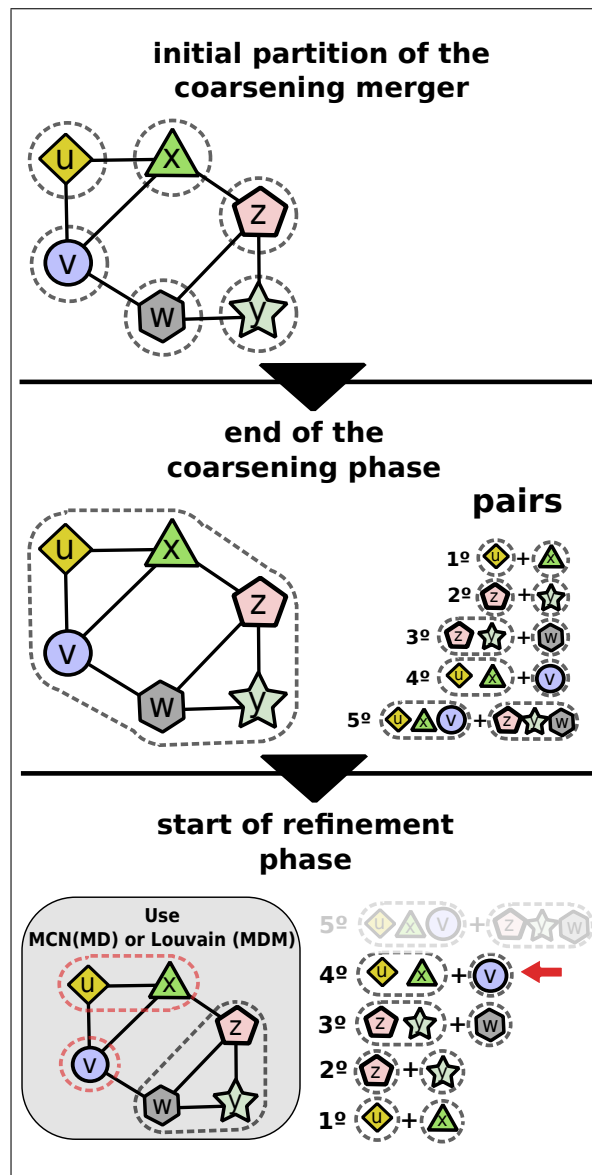 initial partition of the
coarsening merger
u x
z
v
w y
end of the
coarsening phase
pairs
u x
z
v
w y
1º u + x
2º z + y
3º z y + w
4º u x + v
5º u x v + z y w
start of refinement
phase
Use
MCN(MD) or Louvain (MDM)
u x
z
v
w y
5º u x v + z y w
4º u x + v
3º z y + w
2º z + y
1º u + x